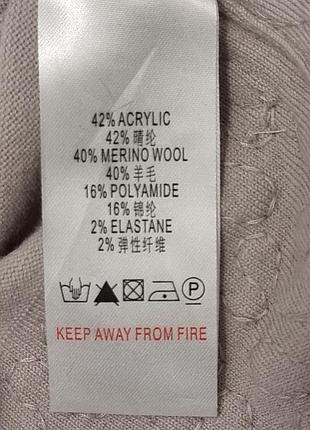 42% ACRYLIC
42% 晴纶
40% MERINO WOOL
40% 羊毛
16% POLYAMIDE
16% 锦纶
2% ELASTANE
2% 弹性纤维
P
KEEP AWAY FROM FIRE